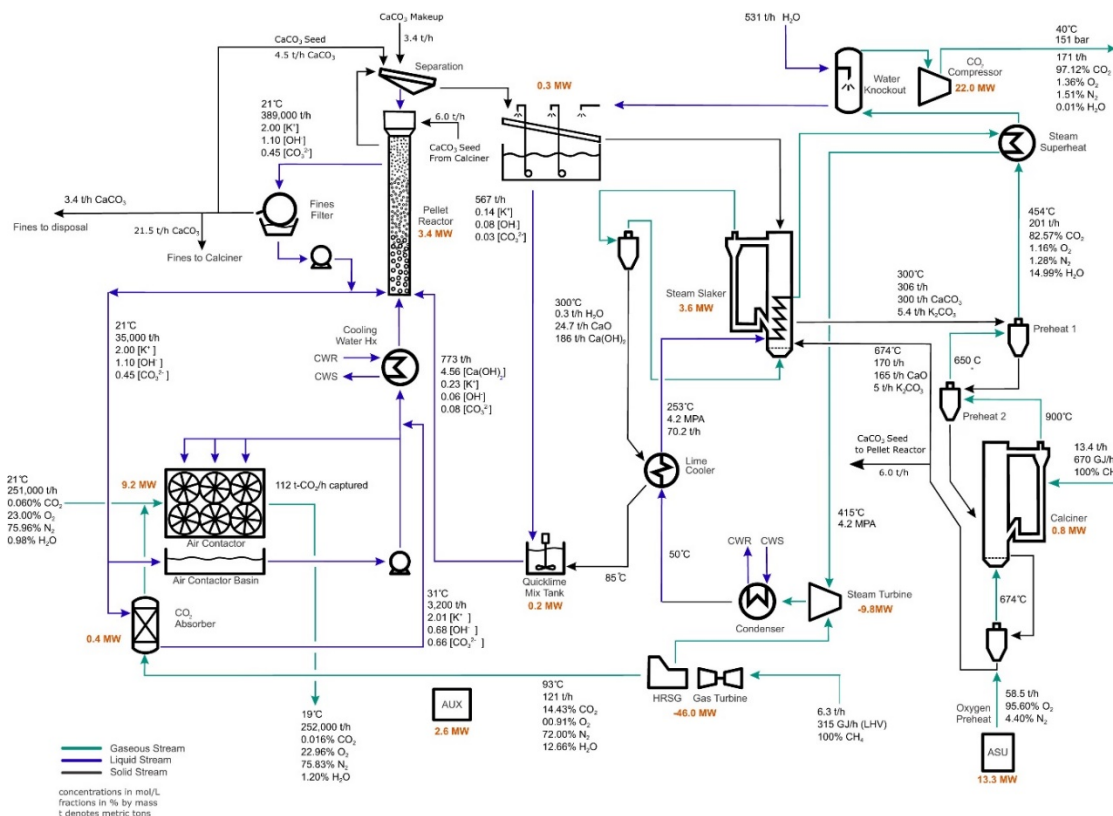 CaCO3 Makeup
3.4 t/h
CaCO3 Seed
4.5 t/h CaCO3
Separation
531 t/h H2O
40℃
151 bar
171 t/h
97.12% CO2
1.36% O2
1.51% N2
0.01% H2O
Water
Knockout
CO2
Compressor
22.0 MW
0.3 MW
21℃
389,000 t/h
2.00 [K+]
1.10 [OH-]
0.45 [CO3 2-]
6.0 t/h
CaCO3 Seed
From Calciner
Steam
Superheat
3.4 t/h CaCO3
Fines to disposal
Fines
Filter
21.5 t/h CaCO3
Fines to Calciner
Pellet
Reactor
3.4 MW
567 t/h
0.14 [K+]
0.08 [OH-]
0.03 [CO3 2-]
454℃
201 t/h
82.57% CO2
1.16% O2
1.28% N2
14.99% H2O
Steam Slaker
3.6 MW
300℃
306 t/h
300 t/h CaCO3
5.4 t/h K2CO3
300℃
0.3 t/h H2O
24.7 t/h CaO
186 t/h Ca(OH)2
Preheat 1
21℃
35,000 t/h
2.00 [K+]
1.10 [OH-]
0.45 [CO3 2-]
Cooling
Water Hx
CWR
CWS
773 t/h
4.56 [Ca(OH)2]
0.23 [K+]
0.06 [OH-]
0.08 [CO3 2-]
674℃
170 t/h
165 t/h CaO
5 t/h K2CO3
650 C
Preheat 2
900℃
253℃
4.2 MPA
70.2 t/h
Lime
Cooler
CaCO3 Seed
to Pellet Reactor
6.0 t/h
13.4 t/h
670 GJ/h
100% CH
Calciner
0.8 MW
21℃
251,000 t/h
0.060% CO2
23.00% O2
75.96% N2
0.98% H2O
9.2 MW
112 t-CO2/h captured
Air Contactor
Air Contactor Basin
415℃
4.2 MPA
50℃
CWR
CWS
85℃
Quicklime
Mix Tank
0.2 MW
Condenser
Steam Turbine
-9.8MW
674℃
CO2
Absorber
0.4 MW
31℃
3,200 t/h
2.01 [K+]
0.68 [OH-]
0.66 [CO3 2-]
AUX
2.6 MW
93℃
121 t/h
14.43% CO2
00.91% O2
72.00% N2
12.66% H2O
HRSG
Gas Turbine
-46.0 MW
6.3 t/h
315 GJ/h (LHV)
100% CH4
Oxygen
Preheat
58.5 t/h
95.60% O2
4.40% N2
ASU
13.3 MW
19℃
252,000 t/h
0.016% CO2
22.96% O2
75.83% N2
1.20% H2O
Gaseous Stream
Liquid Stream
Solid Stream
concentrations in mol/L
fractions in % by mass
t denotes metric tons